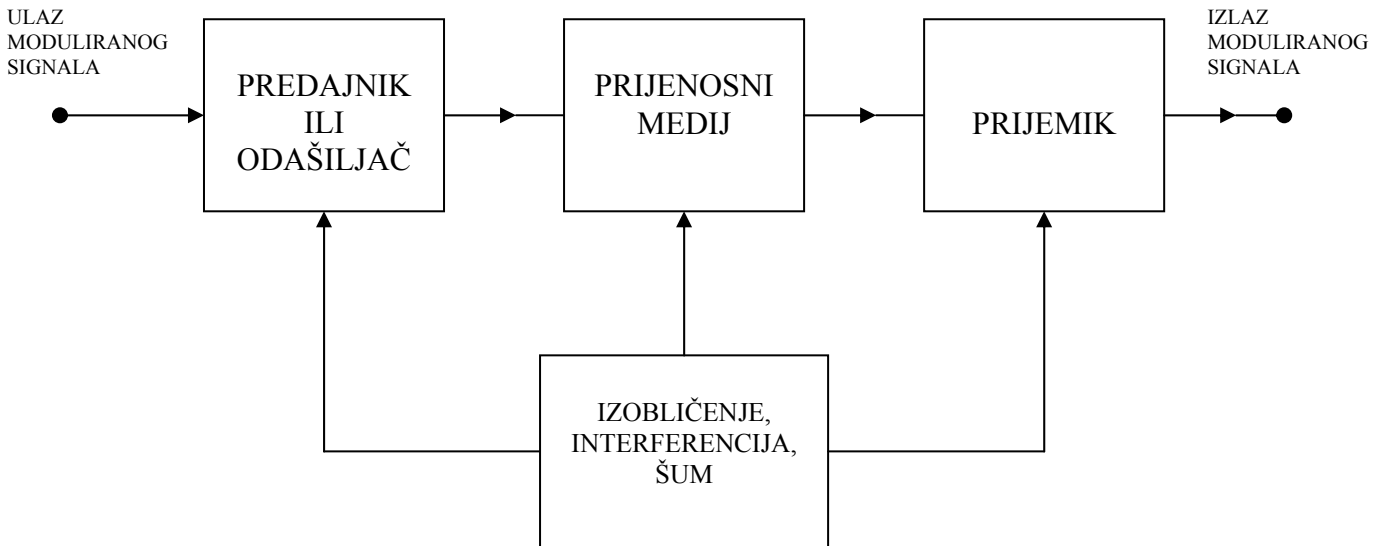 ULAZ
MODULIRANOG
SIGNALA
PREDAJNIK
ILI
ODAŠILJAČ
PRIJENOSNI
MEDIJ
PRIJEMIK
IZLAZ
MODULIRANOG
SIGNALA
IZOBLIČENJE,
INTERFERENCIJA,
ŠUM